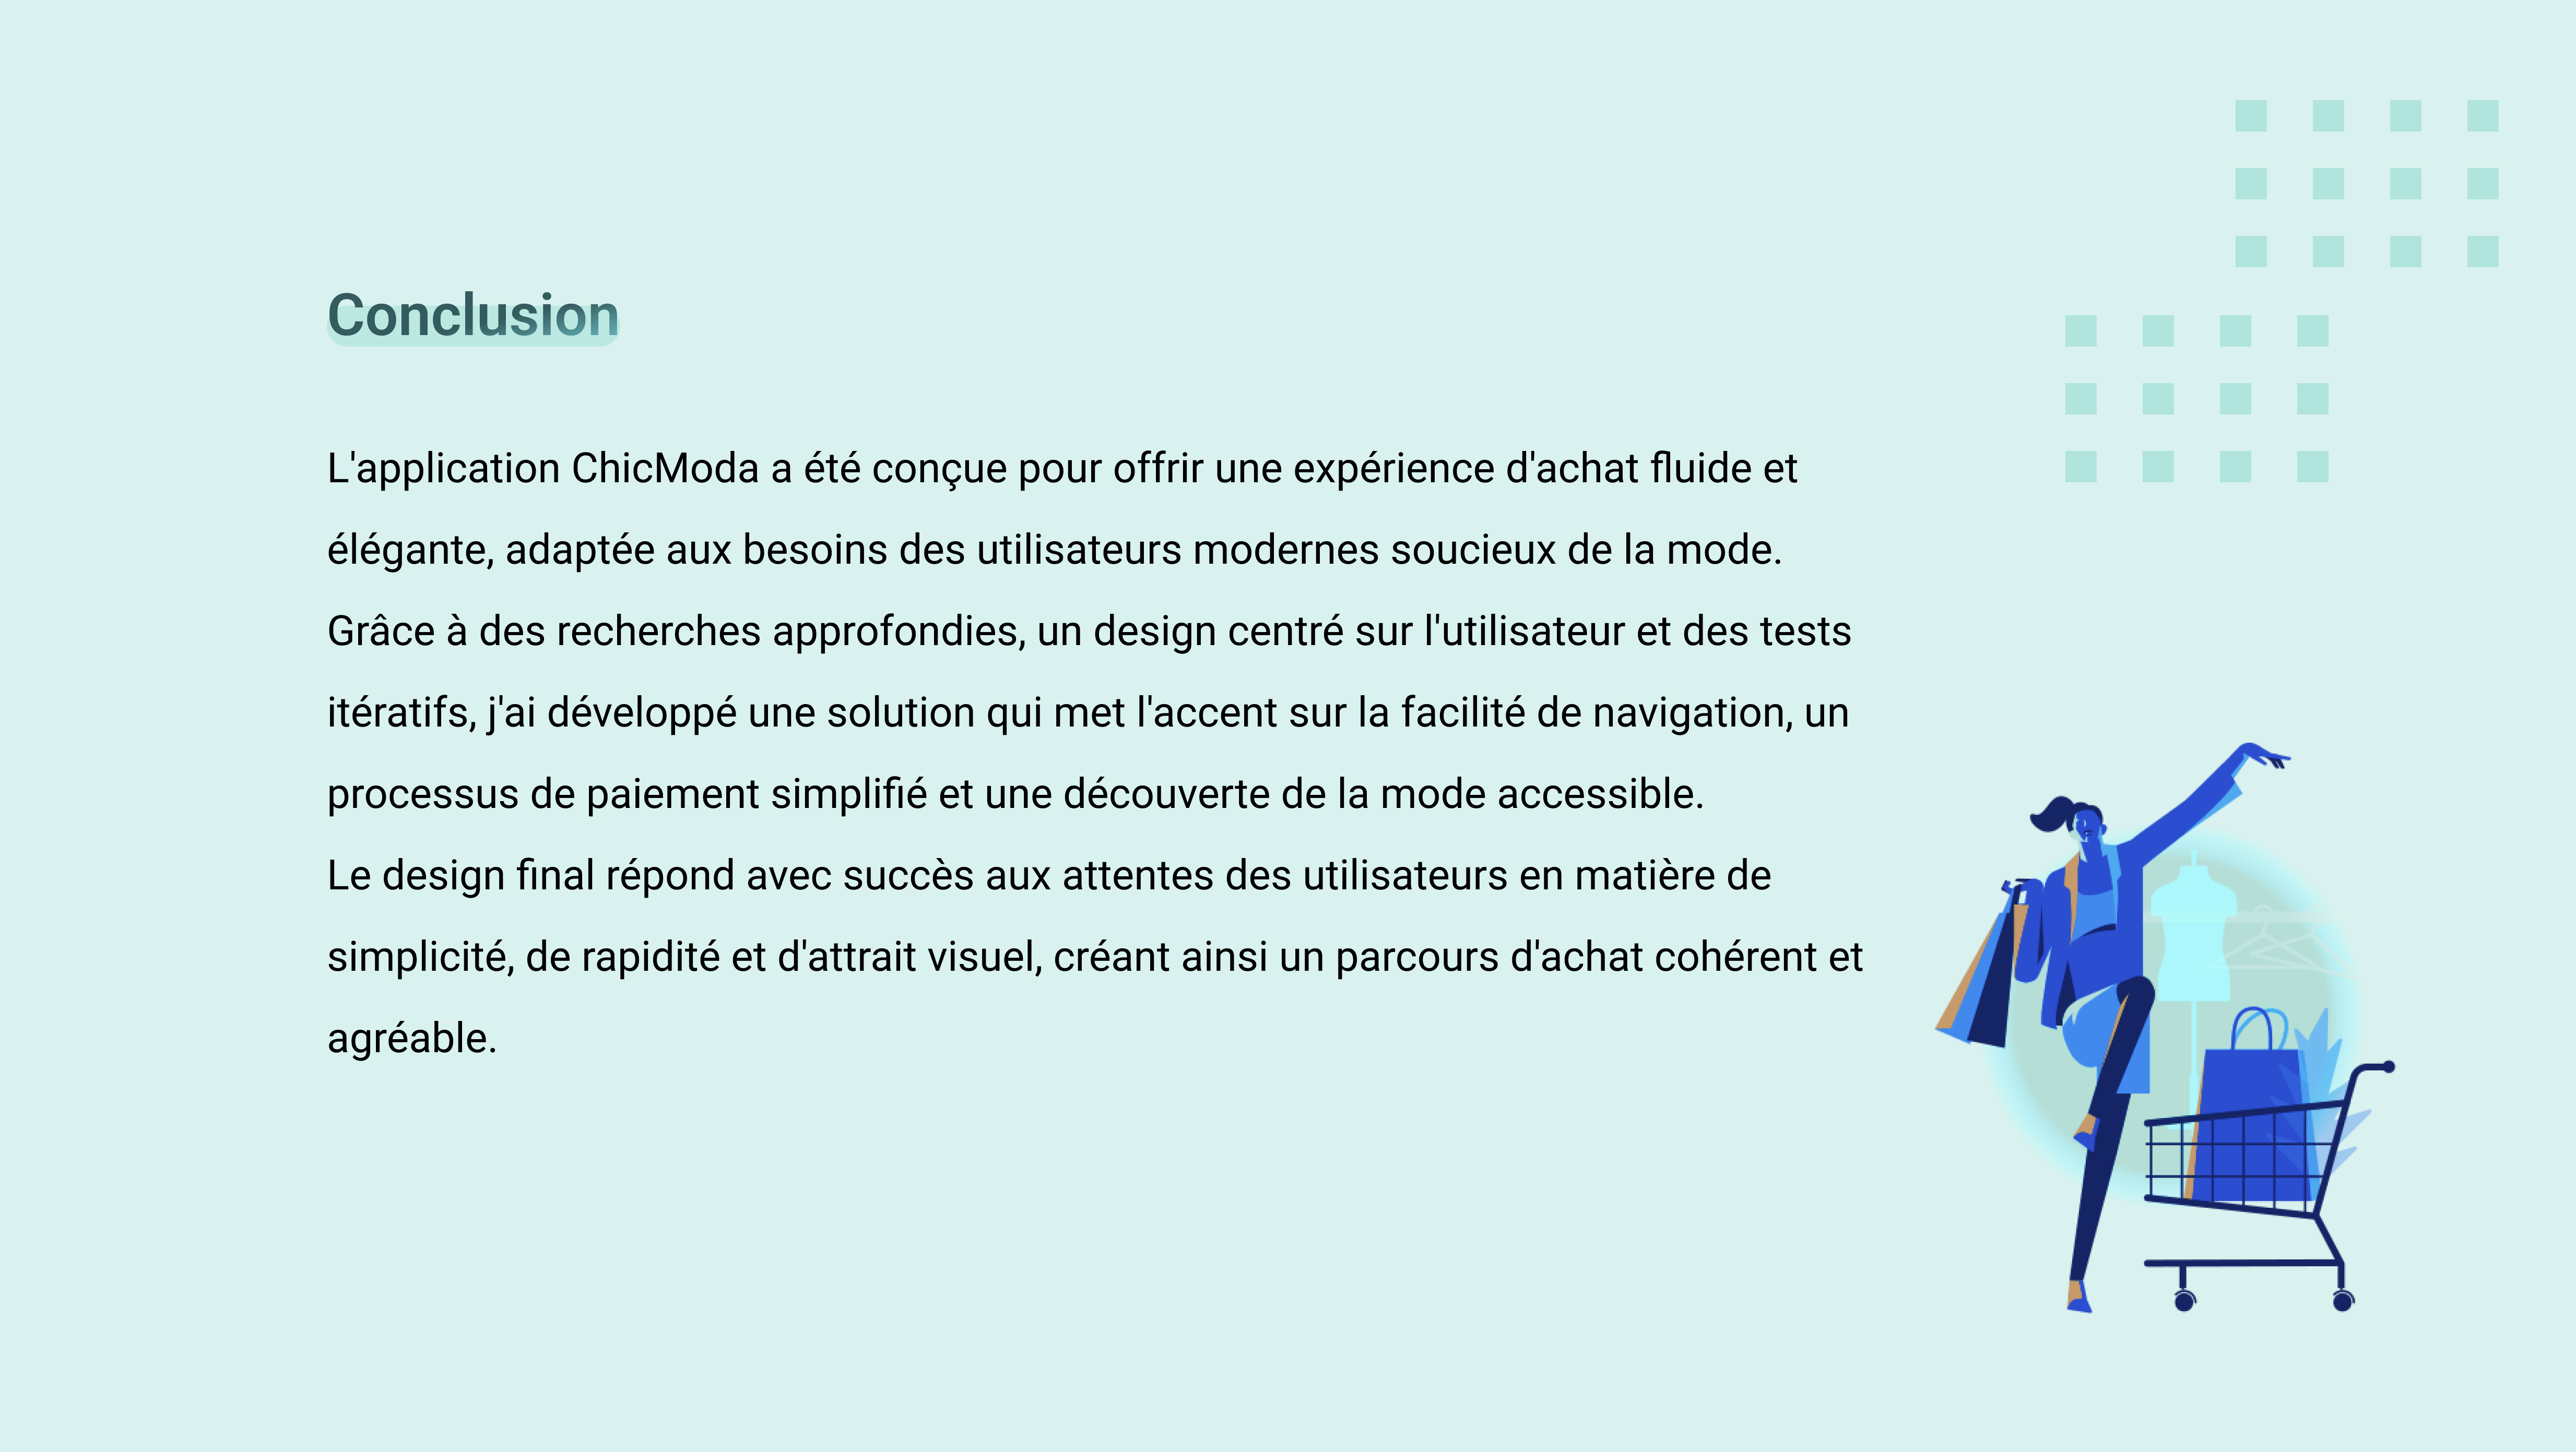 Conclusion
L'application ChicModa a été conçue pour offrir une expérience d'achat fluide et
élégante, adaptée aux besoins des utilisateurs modernes soucieux de la mode.
Grâce à des recherches approfondies, un design centré sur l'utilisateur et des tests
itératifs, j'ai développé une solution qui met l'accent sur la facilité de navigation, un
processus de paiement simplifié et une découverte de la mode accessible.
Le design final répond avec succès aux attentes des utilisateurs en matière de
simplicité, de rapidité et d'attrait visuel, créant ainsi un parcours d'achat cohérent et
agréable.